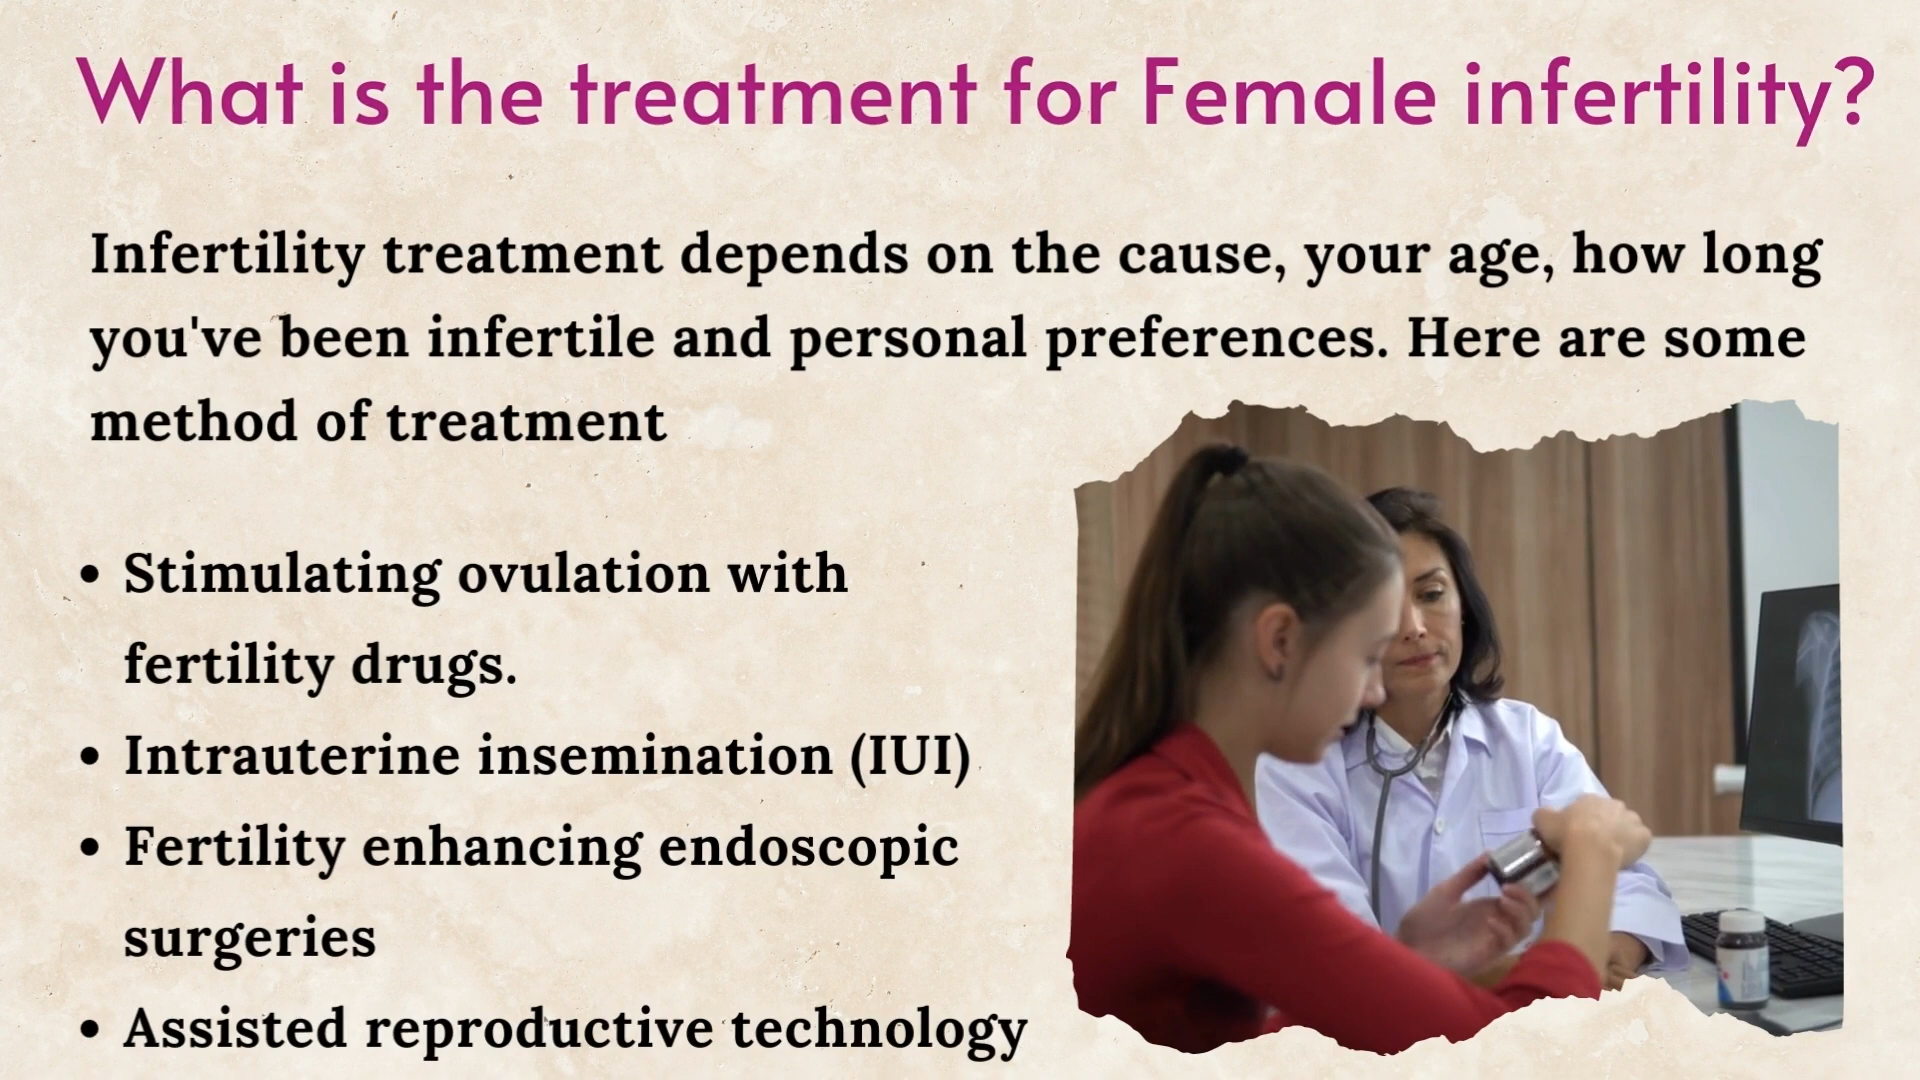 What is the treatment for Female infertility?
Infertility treatment depends on the cause, your age, how long
you've been infertile and personal preferences. Here are some
method of treatment
• Stimulating ovulation with
fertility drugs.
• Intrauterine insemination (IUI)
• Fertility enhancing endoscopic
surgeries
• Assisted reproductive technology